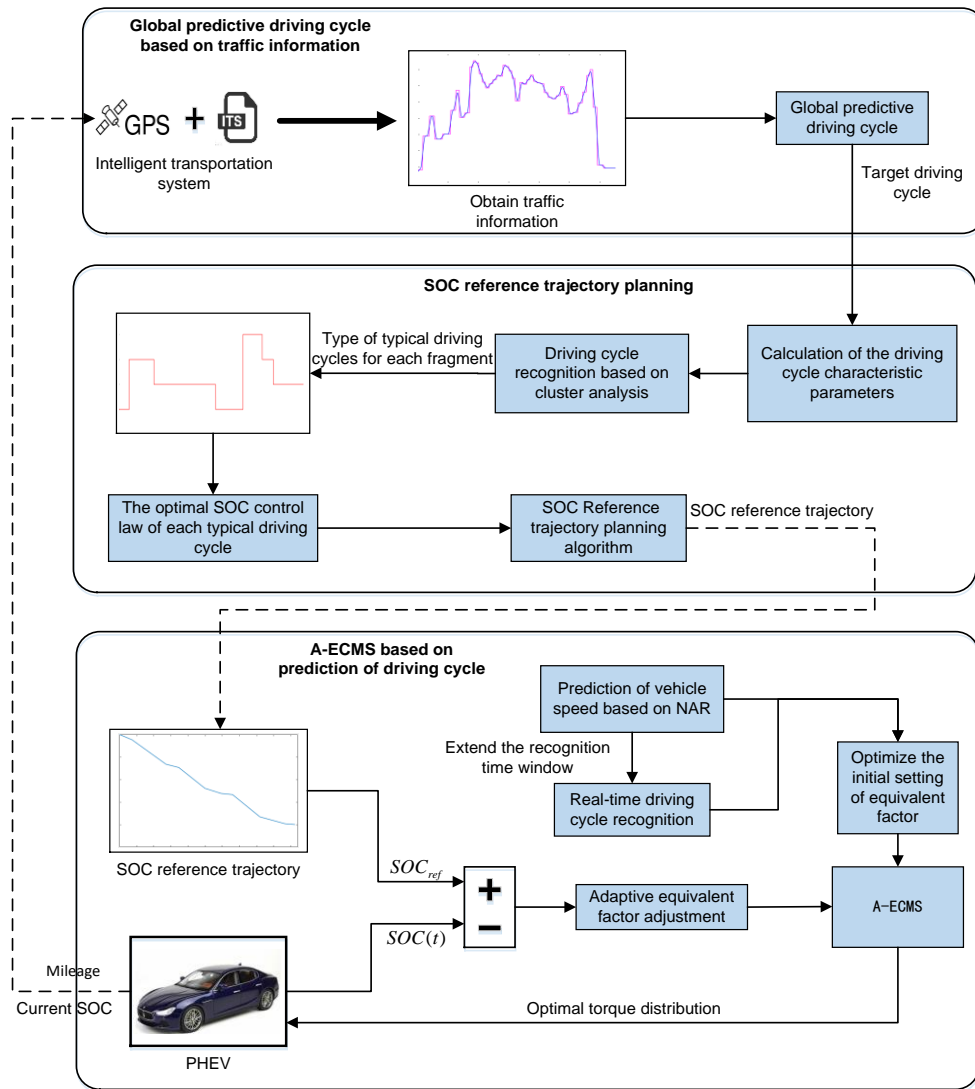 Global predictive driving cycle
based on traffic information
GPS
+
ITS
Intelligent transportation
system
Obtain traffic
information
Global predictive
driving cycle
Target driving
cycle
SOC reference trajectory planning
Type of typical driving
cycles for each fragment
Driving cycle
recognition based on
cluster analysis
Calculation of the driving
cycle characteristic
parameters
The optimal SOC control
law of each typical driving
cycle
SOC Reference
trajectory planning
algorithm
SOC reference trajectory
A-ECMS based on
prediction of driving cycle
Prediction of vehicle
speed based on NAR
Extend the recognition
time window
Real-time driving
cycle recognition
Optimize the
initial setting
of equivalent
factor
SOC reference trajectory
SOCref
+
−
SOC(t)
Adaptive equivalent
factor adjustment
A-ECMS
Mileage
Current SOC
Optimal torque distribution
PHEV